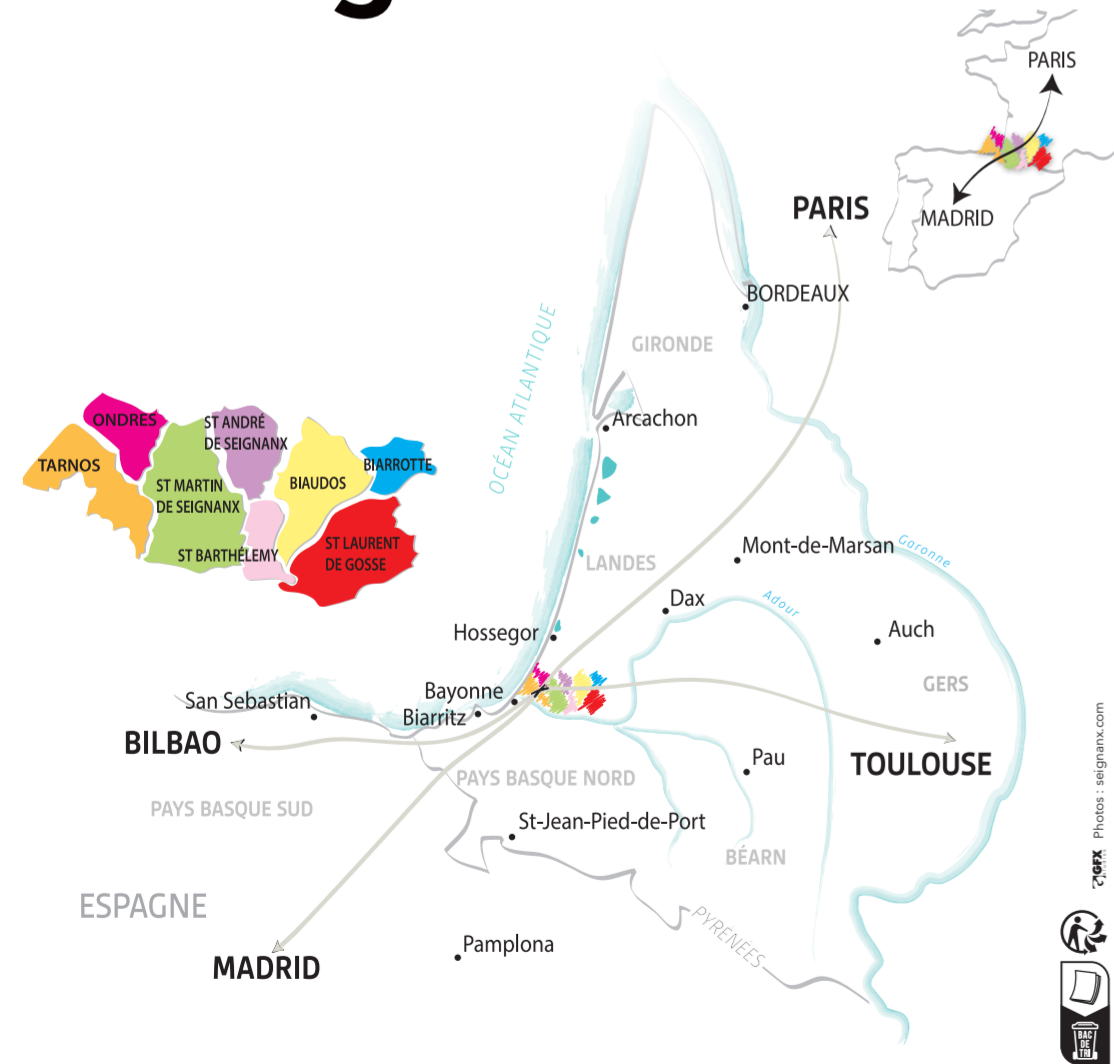 g
PARIS
MADRID
PARIS
BORDEAUX
GIRONDE
OCÉAN ATLANTIQUE
Arcachon
ONDRES
ST ANDRÉ
DE SEIGNANX
TARNOS
ST MARTIN
DE SEIGNANX
BIAUDOS
BIARROTTE
ST BARTHÉLEMY
ST LAURENT
DE GOSSE
LANDES
Mont-de-Marsan
Garonne
Dax
Adour
Hossegor
Auch
GERS
San Sebastian
Bayonne
Biarritz
BILBAO
PAYS BASQUE NORD
Pau
TOULOUSE
PAYS BASQUE SUD
St-Jean-Pied-de-Port
BÉARN
ESPAGNE
PYRENÉES
Pamplona
MADRID
GFX
Photos : seignanx.com
BAC
DE
TRI